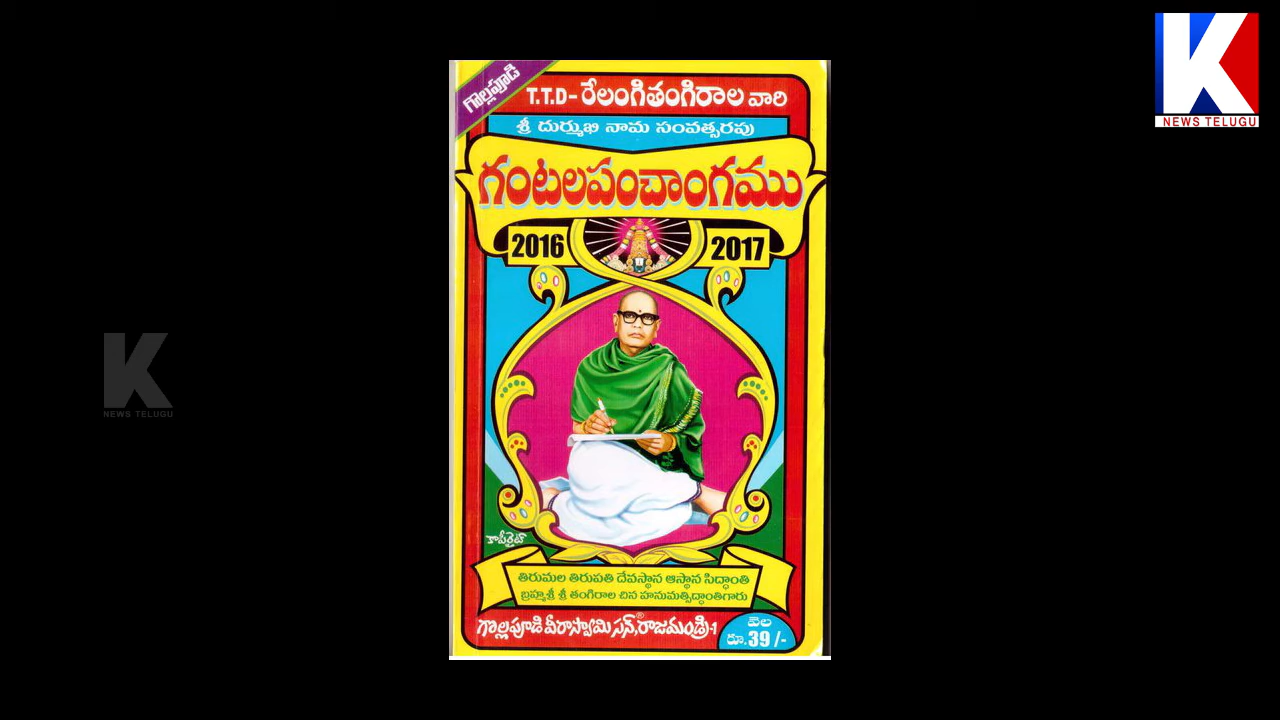 గొల్లపూడి
T.T.D - రేలంగితంగిరాల వారి
శ్రీ దుర్ముఖి నామ సంవత్సరపు
గంటలపంచాంగము
2016 2017
కాపీరైట్
తిరుమల తిరుపతి దేవస్థాన ఆస్థాన సిద్ధాంతి
బ్రహ్మశ్రీ శ్రీ తంగిరాల చిన హనుమత్సిద్ధాంతిగారు
గొల్లపూడి వీరాస్వామి సన్,® రాజమండ్రి-1
వెల
రూ. 39 /-
K
NEWS TELUGU
K
NEWS TELUGU